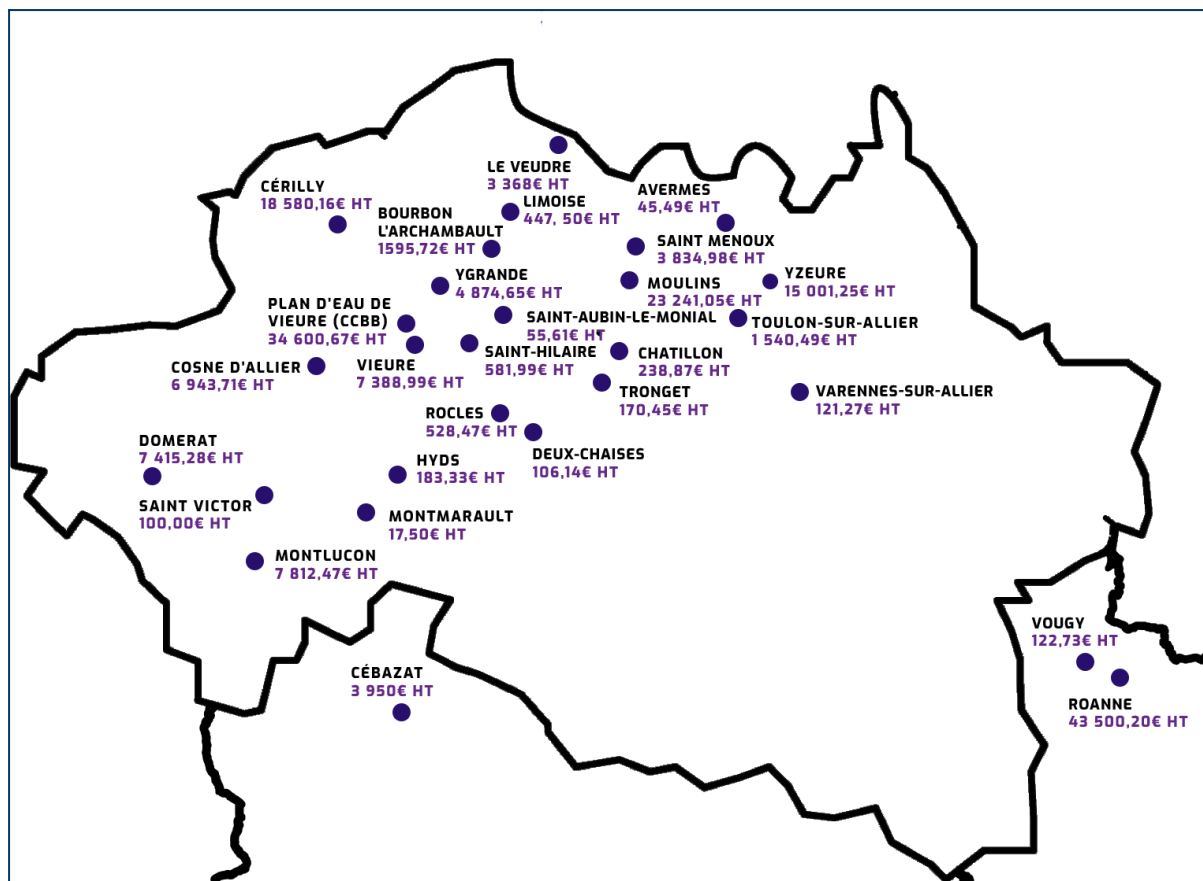 LE VEUDRE
3 368€ HT
CÉRILLY
18 580,16€ HT
LIMOISE
447, 50€ HT
AVERMES
45,49€ HT
BOURBON
L'ARCHAMBAULT
1595,72€ HT
SAINT MENOUX
3 834,98€ HT
YGRANDE
4 874,65€ HT
MOULINS
23 241,05€ HT
YZEURE
15 001,25€ HT
PLAN D'EAU DE
VIEURE (CCBB)
34 600,67€ HT
SAINT-AUBIN-LE-MONIAL
55,61€ HT
TOULON-SUR-ALLIER
1 540,49€ HT
COSNE D'ALLIER
6 943,71€ HT
VIEURE
7 388,99€ HT
SAINT-HILAIRE
581,99€ HT
CHATILLON
238,87€ HT
TRONGET
170,45€ HT
VARENNES-SUR-ALLIER
121,27€ HT
ROCLES
528,47€ HT
DEUX-CHAISES
106,14€ HT
DOMERAT
7 415,28€ HT
HYDS
183,33€ HT
SAINT VICTOR
100,00€ HT
MONTMARAULT
17,50€ HT
MONTLUCON
7 812,47€ HT
VOUGY
122,73€ HT
CÉBAZAT
3 950€ HT
ROANNE
43 500,20€ HT